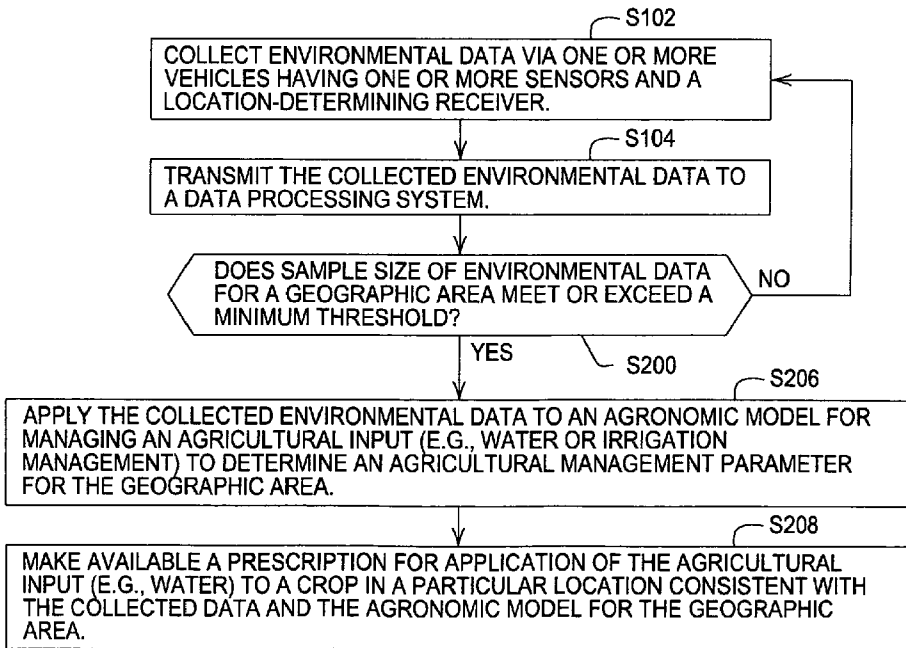 S102
COLLECT ENVIRONMENTAL DATA VIA ONE OR MORE
VEHICLES HAVING ONE OR MORE SENSORS AND A
LOCATION-DETERMINING RECEIVER.
S104
TRANSMIT THE COLLECTED ENVIRONMENTAL DATA TO
A DATA PROCESSING SYSTEM.
DOES SAMPLE SIZE OF ENVIRONMENTAL DATA
FOR A GEOGRAPHIC AREA MEET OR EXCEED A
MINIMUM THRESHOLD?
NO
YES
S200
S206
APPLY THE COLLECTED ENVIRONMENTAL DATA TO AN AGRONOMIC MODEL FOR
MANAGING AN AGRICULTURAL INPUT (E.G., WATER OR IRRIGATION
MANAGEMENT) TO DETERMINE AN AGRICULTURAL MANAGEMENT PARAMETER
FOR THE GEOGRAPHIC AREA.
S208
MAKE AVAILABLE A PRESCRIPTION FOR APPLICATION OF THE AGRICULTURAL
INPUT (E.G., WATER) TO A CROP IN A PARTICULAR LOCATION CONSISTENT WITH
THE COLLECTED DATA AND THE AGRONOMIC MODEL FOR THE GEOGRAPHIC
AREA.